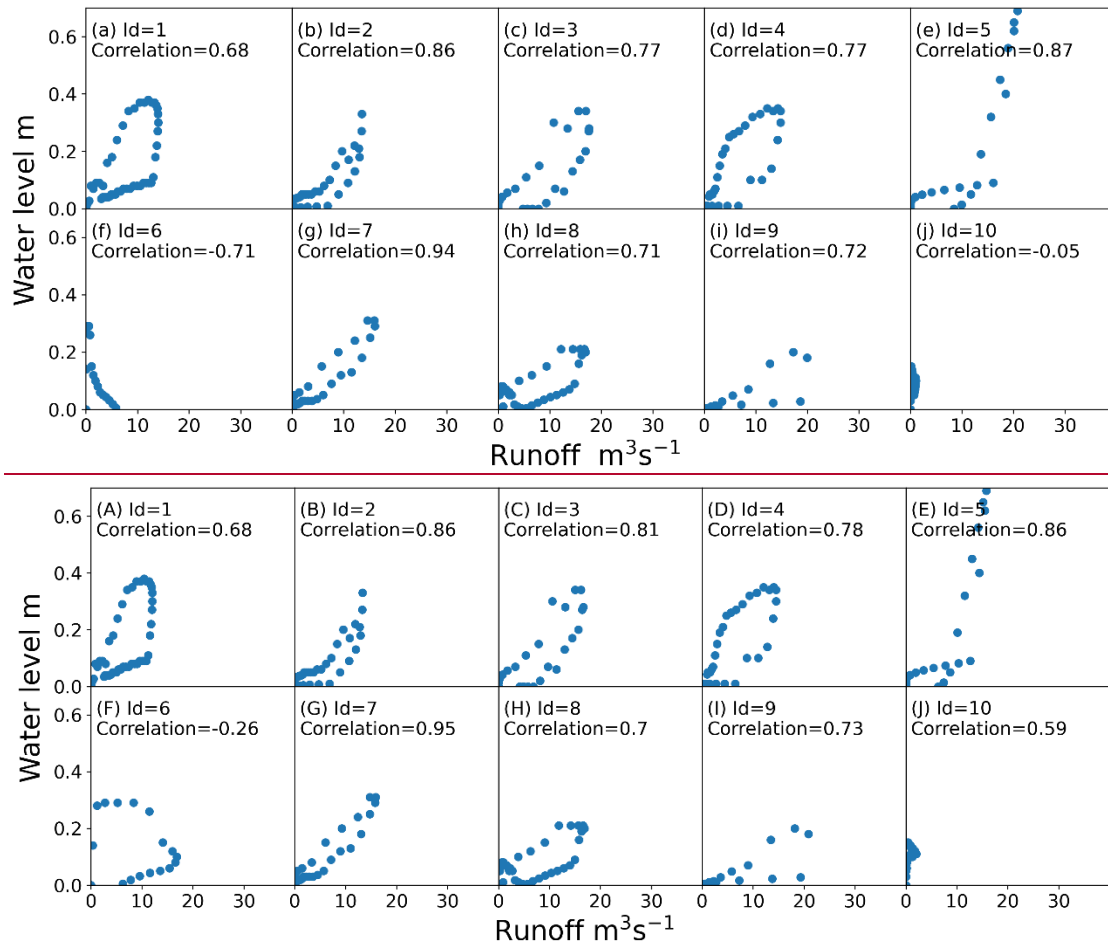 (a) Id=1
Correlation=0.68
(b) Id=2
Correlation=0.86
(c) Id=3
Correlation=0.77
(d) Id=4
Correlation=0.77
(e) Id=5
Correlation=0.87
0.6
0.4
0.2
0.0
(f) Id=6
Correlation=-0.71
(g) Id=7
Correlation=0.94
(h) Id=8
Correlation=0.71
(i) Id=9
Correlation=0.72
(j) Id=10
Correlation=-0.05
0.6
0.4
0.2
0.0
Water level m
0 10 20 30 0 10 20 30 0 10 20 30 0 10 20 30 0 10 20 30
Runoff m³s⁻¹
(A) Id=1
Correlation=0.68
(B) Id=2
Correlation=0.86
(C) Id=3
Correlation=0.81
(D) Id=4
Correlation=0.78
(E) Id=5
Correlation=0.86
0.6
0.4
0.2
0.0
(F) Id=6
Correlation=-0.26
(G) Id=7
Correlation=0.95
(H) Id=8
Correlation=0.7
(I) Id=9
Correlation=0.73
(J) Id=10
Correlation=0.59
0.6
0.4
0.2
0.0
Water level m
0 10 20 30 0 10 20 30 0 10 20 30 0 10 20 30 0 10 20 30
Runoff m³s⁻¹